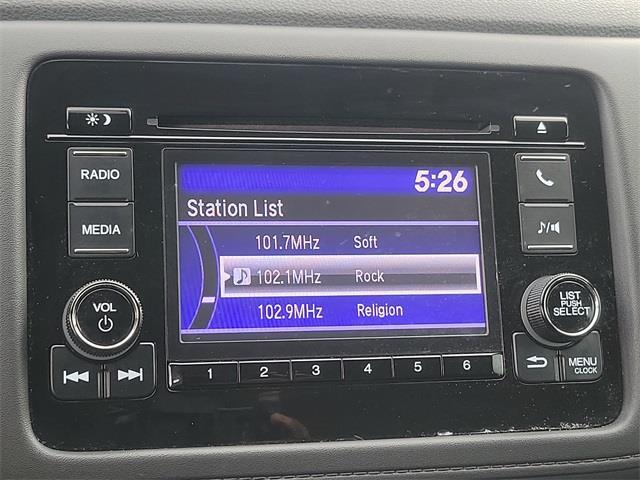 5:26
RADIO
Station List
MEDIA
101.7MHz Soft
102.1MHz Rock
102.9MHz Religion
VOL
LIST
PUSH
SELECT
1 2 3 4 5 6
MENU
CLOCK